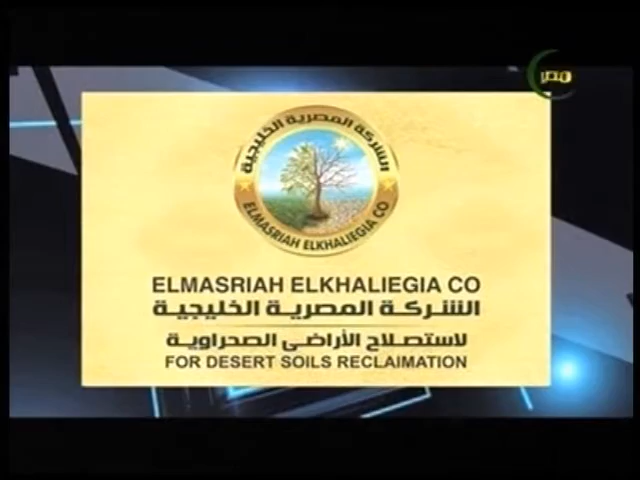 مصر
الشركة المصرية الخليجية
ELMASRIAH ELKHALIEGIA CO
ELMASRIAH ELKHALIEGIA CO
الشركة المصرية الخليجية
لاستصلاح الأراضى الصحراوية
FOR DESERT SOILS RECLAIMATION